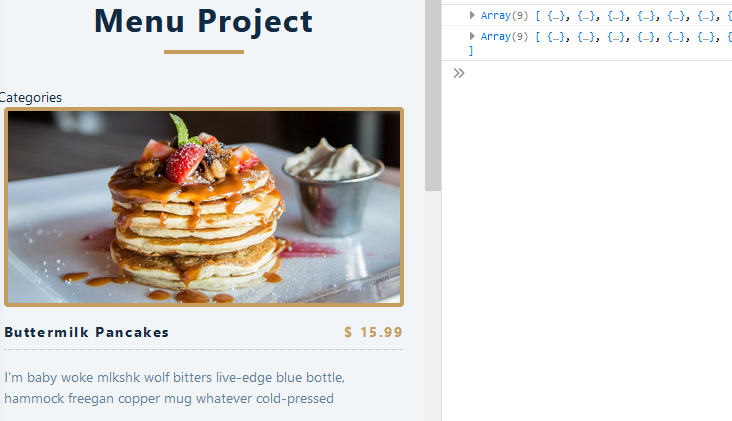 Menu Project
Categories
Buttermilk Pancakes
$ 15.99
I'm baby woke mlkshk wolf bitters live-edge blue bottle,
hammock freegan copper mug whatever cold-pressed
Array(9) [ {…}, {…}, {…}, {…}, {…}, {…}, {
Array(9) [ {…}, {…}, {…}, {…}, {…}, {…}, {
]